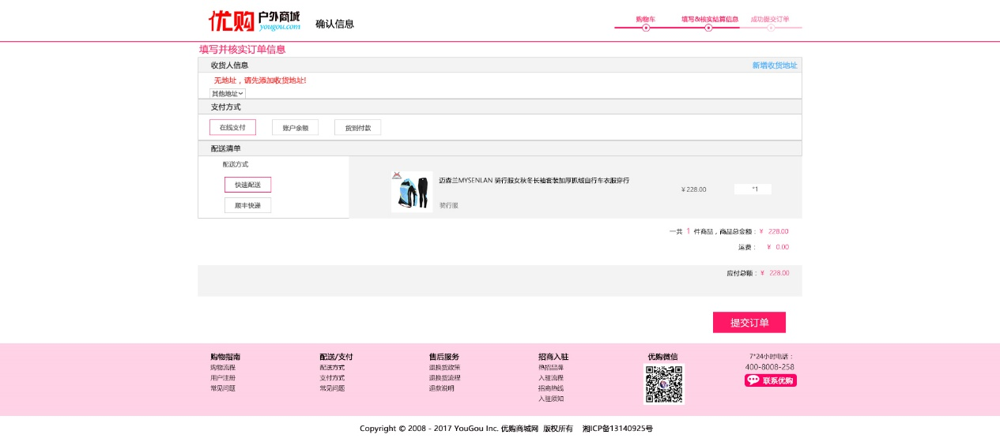 优购 户外商城
yougou.com
确认信息
购物车 填写&核实结算信息 成功提交订单
填写并核实订单信息
收货人信息 新增收货地址
无地址，请先添加收货地址!
其他地址
支付方式
在线支付 账户余额 货到付款
配送清单
配送方式
快速配送
顺丰快递
迈森兰MYSENLAN 骑行服女秋冬长袖套装加厚抓绒自行车衣服穿行
骑行服
￥228.00 *1
一共 1 件商品，商品总金额：￥ 228.00
运费： ￥ 0.00
应付总额：￥ 228.00
提交订单
购物指南 配送/支付 售后服务 招商入驻 优购微信 7*24小时电话：
购物流程 配送方式 退换货政策 热招品牌 400-8008-258
用户注册 支付方式 退换货流程 入驻流程 联系优购
常见问题 常见问题 退款说明 招商热线
入驻须知
Copyright © 2008 - 2017 YouGou Inc. 优购商城网 版权所有 湘ICP备13140925号